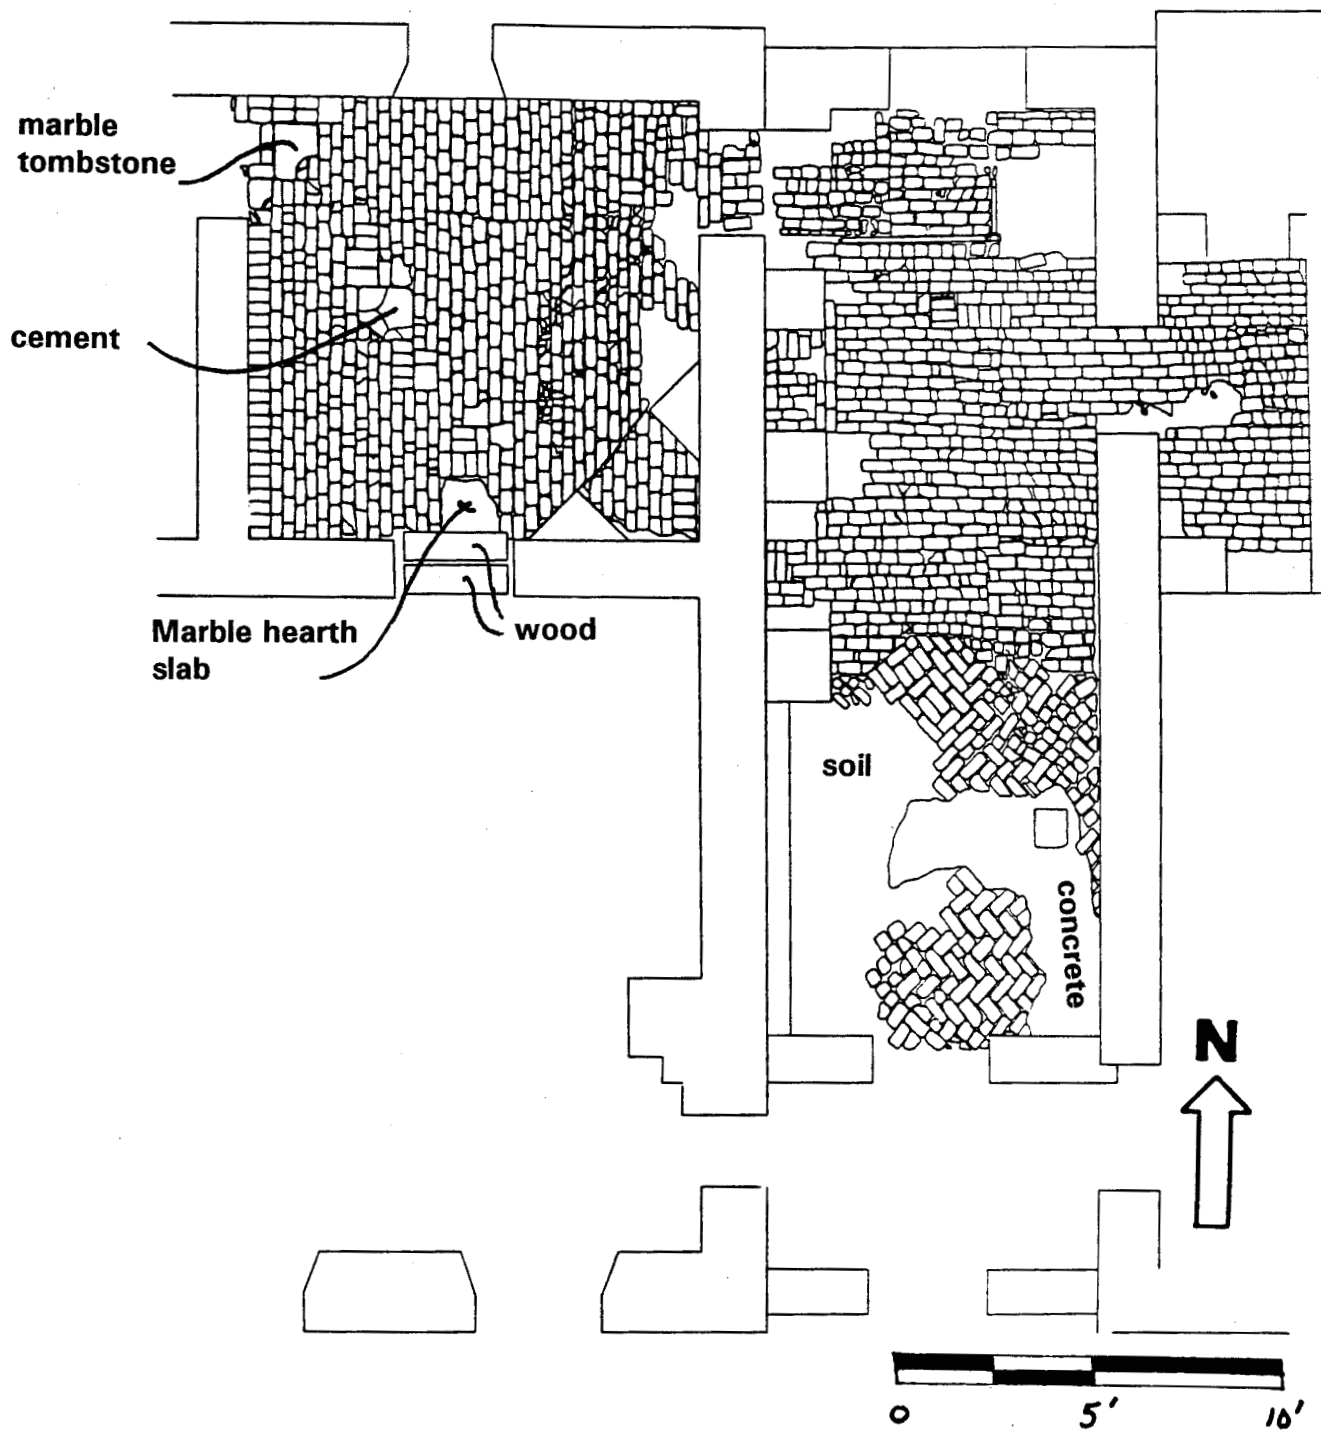 marble
tombstone
cement
Marble hearth
slab
wood
soil
concrete
N
0 5' 10'